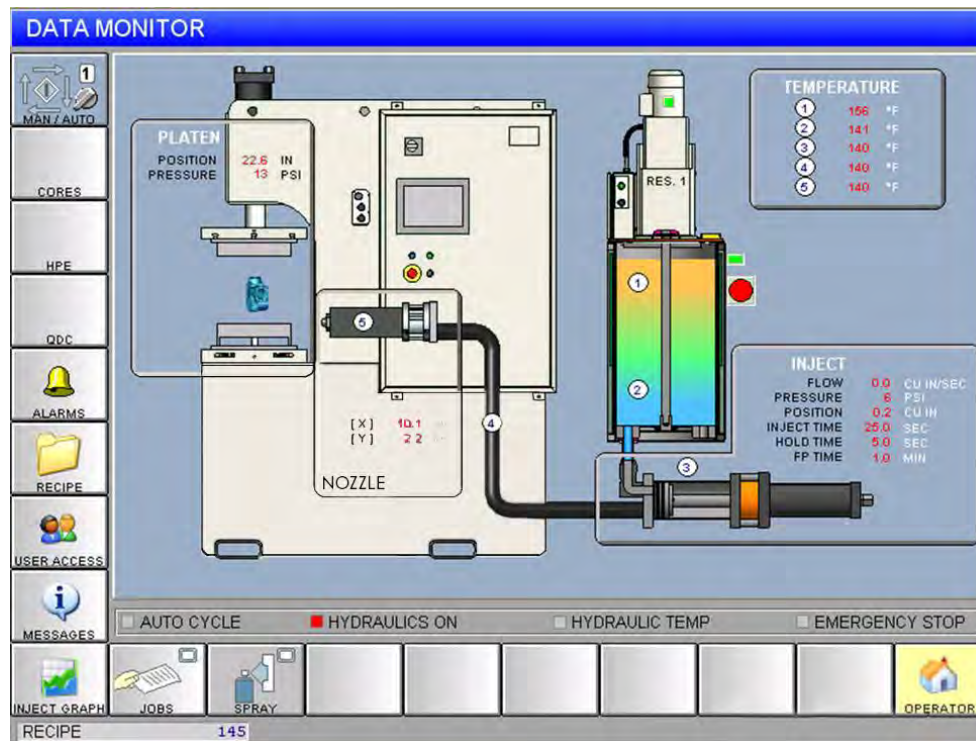 DATA MONITOR
1
MAN / AUTO
CORES
HPE
QDC
ALARMS
RECIPE
USER ACCESS
MESSAGES
INJECT GRAPH
PLATEN
POSITION 22.6 IN
PRESSURE 13 PSI
RES. 1
TEMPERATURE
1 156 °F
2 141 °F
3 140 °F
4 140 °F
5 140 °F
1
2
3
4
5
[X] 10.1
[Y] 2.2
NOZZLE
INJECT
FLOW 0.0 CU IN/SEC
PRESSURE 6 PSI
POSITION 0.2 CU IN
INJECT TIME 25.0 SEC
HOLD TIME 5.0 SEC
FP TIME 1.0 MIN
AUTO CYCLE HYDRAULICS ON HYDRAULIC TEMP EMERGENCY STOP
JOBS
SPRAY
OPERATOR
RECIPE 145